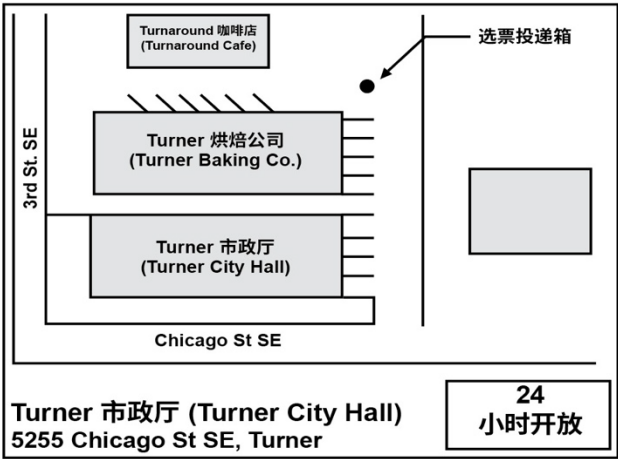 Turnaround 咖啡店
(Turnaround Cafe)
选票投递箱
Turner 烘焙公司
(Turner Baking Co.)
3rd St. SE
Turner 市政厅
(Turner City Hall)
Chicago St SE
Turner 市政厅 (Turner City Hall)
5255 Chicago St SE, Turner
24
小时开放